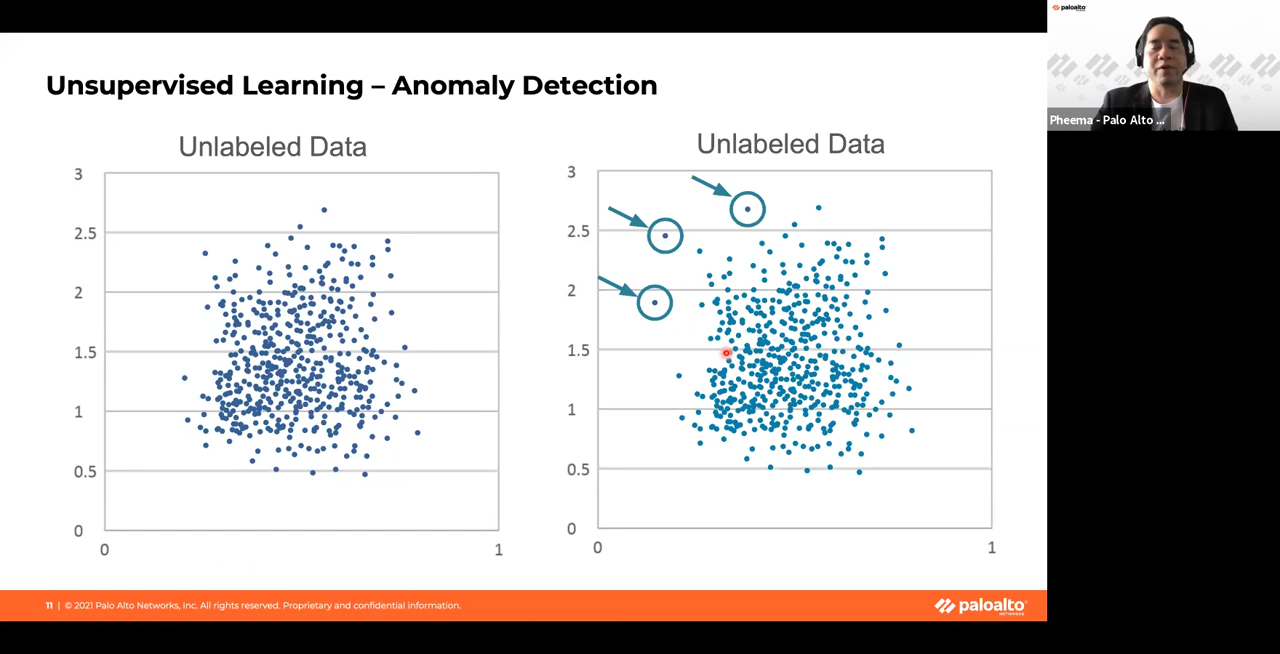 Unsupervised Learning – Anomaly Detection
Unlabeled Data
3
2.5
2
1.5
1
0.5
0
0
1
Unlabeled Data
3
2.5
2
1.5
1
0.5
0
0
1
11 | © 2021 Palo Alto Networks, Inc. All rights reserved. Proprietary and confidential information.
paloalto
NETWORKS
paloalto
Pheema - Palo Alto ...